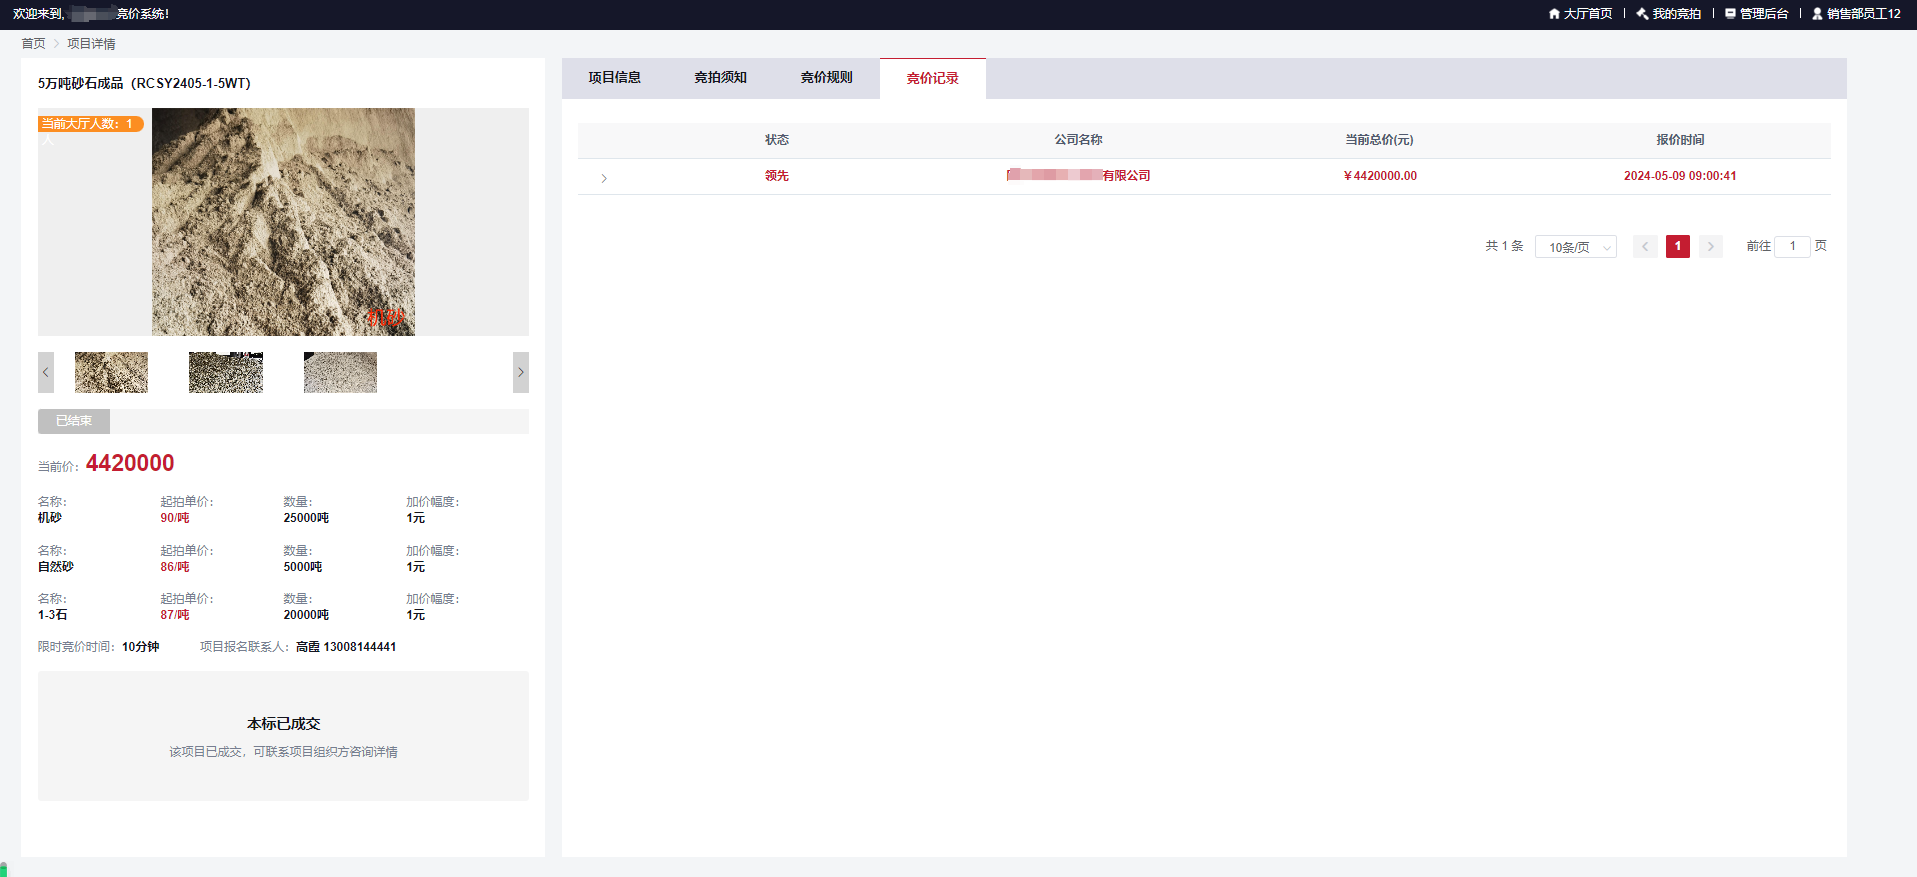 欢迎来到, 竞价系统!
大厅首页 | 我的竞拍 | 管理后台 | 销售部员工12
首页 > 项目详情
5万吨砂石成品（RCSY2405-1-5WT）
当前大厅人数：1
人
机砂
已结束
当前价：4420000
名称： 起拍单价： 数量： 加价幅度：
机砂 90/吨 25000吨 1元
名称： 起拍单价： 数量： 加价幅度：
自然砂 86/吨 5000吨 1元
名称： 起拍单价： 数量： 加价幅度：
1-3石 87/吨 20000吨 1元
限时竞价时间：10分钟 项目报名联系人：高霞 13008144441
本标已成交
该项目已成交，可联系项目组织方咨询详情
项目信息 竞拍须知 竞价规则 竞价记录
状态 公司名称 当前总价(元) 报价时间
领先 有限公司 ￥4420000.00 2024-05-09 09:00:41
共 1 条 10条/页 < 1 > 前往 1 页